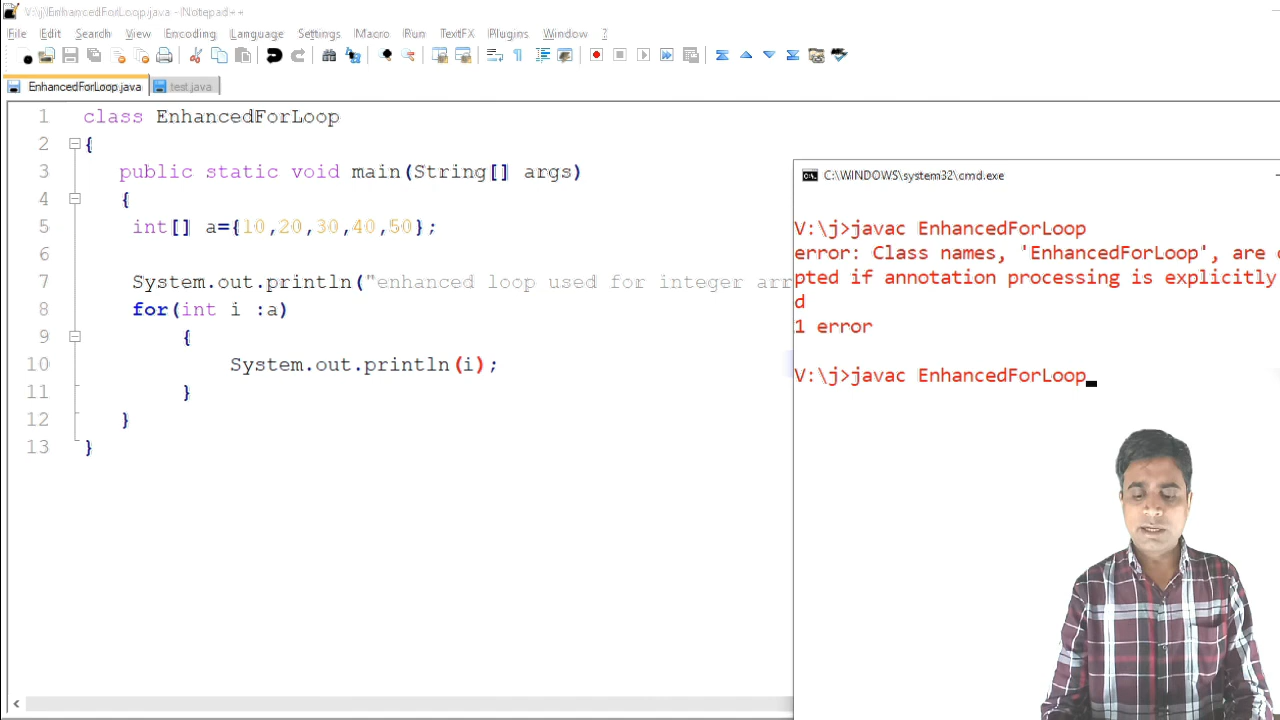 V:\j\EnhancedForLoop.java - Notepad++
File Edit Search View Encoding Language Settings Macro Run TextFX Plugins Window ?
EnhancedForLoop.java test.java
1 class EnhancedForLoop
2 {
3 public static void main(String[] args)
4 {
5 int[] a={10,20,30,40,50};
6
7 System.out.println("enhanced loop used for integer arr
8 for(int i :a)
9 {
10 System.out.println(i);
11 }
12 }
13 }
C:\WINDOWS\system32\cmd.exe
V:\j>javac EnhancedForLoop
error: Class names, 'EnhancedForLoop', are
pted if annotation processing is explicitly
d
1 error
V:\j>javac EnhancedForLoop